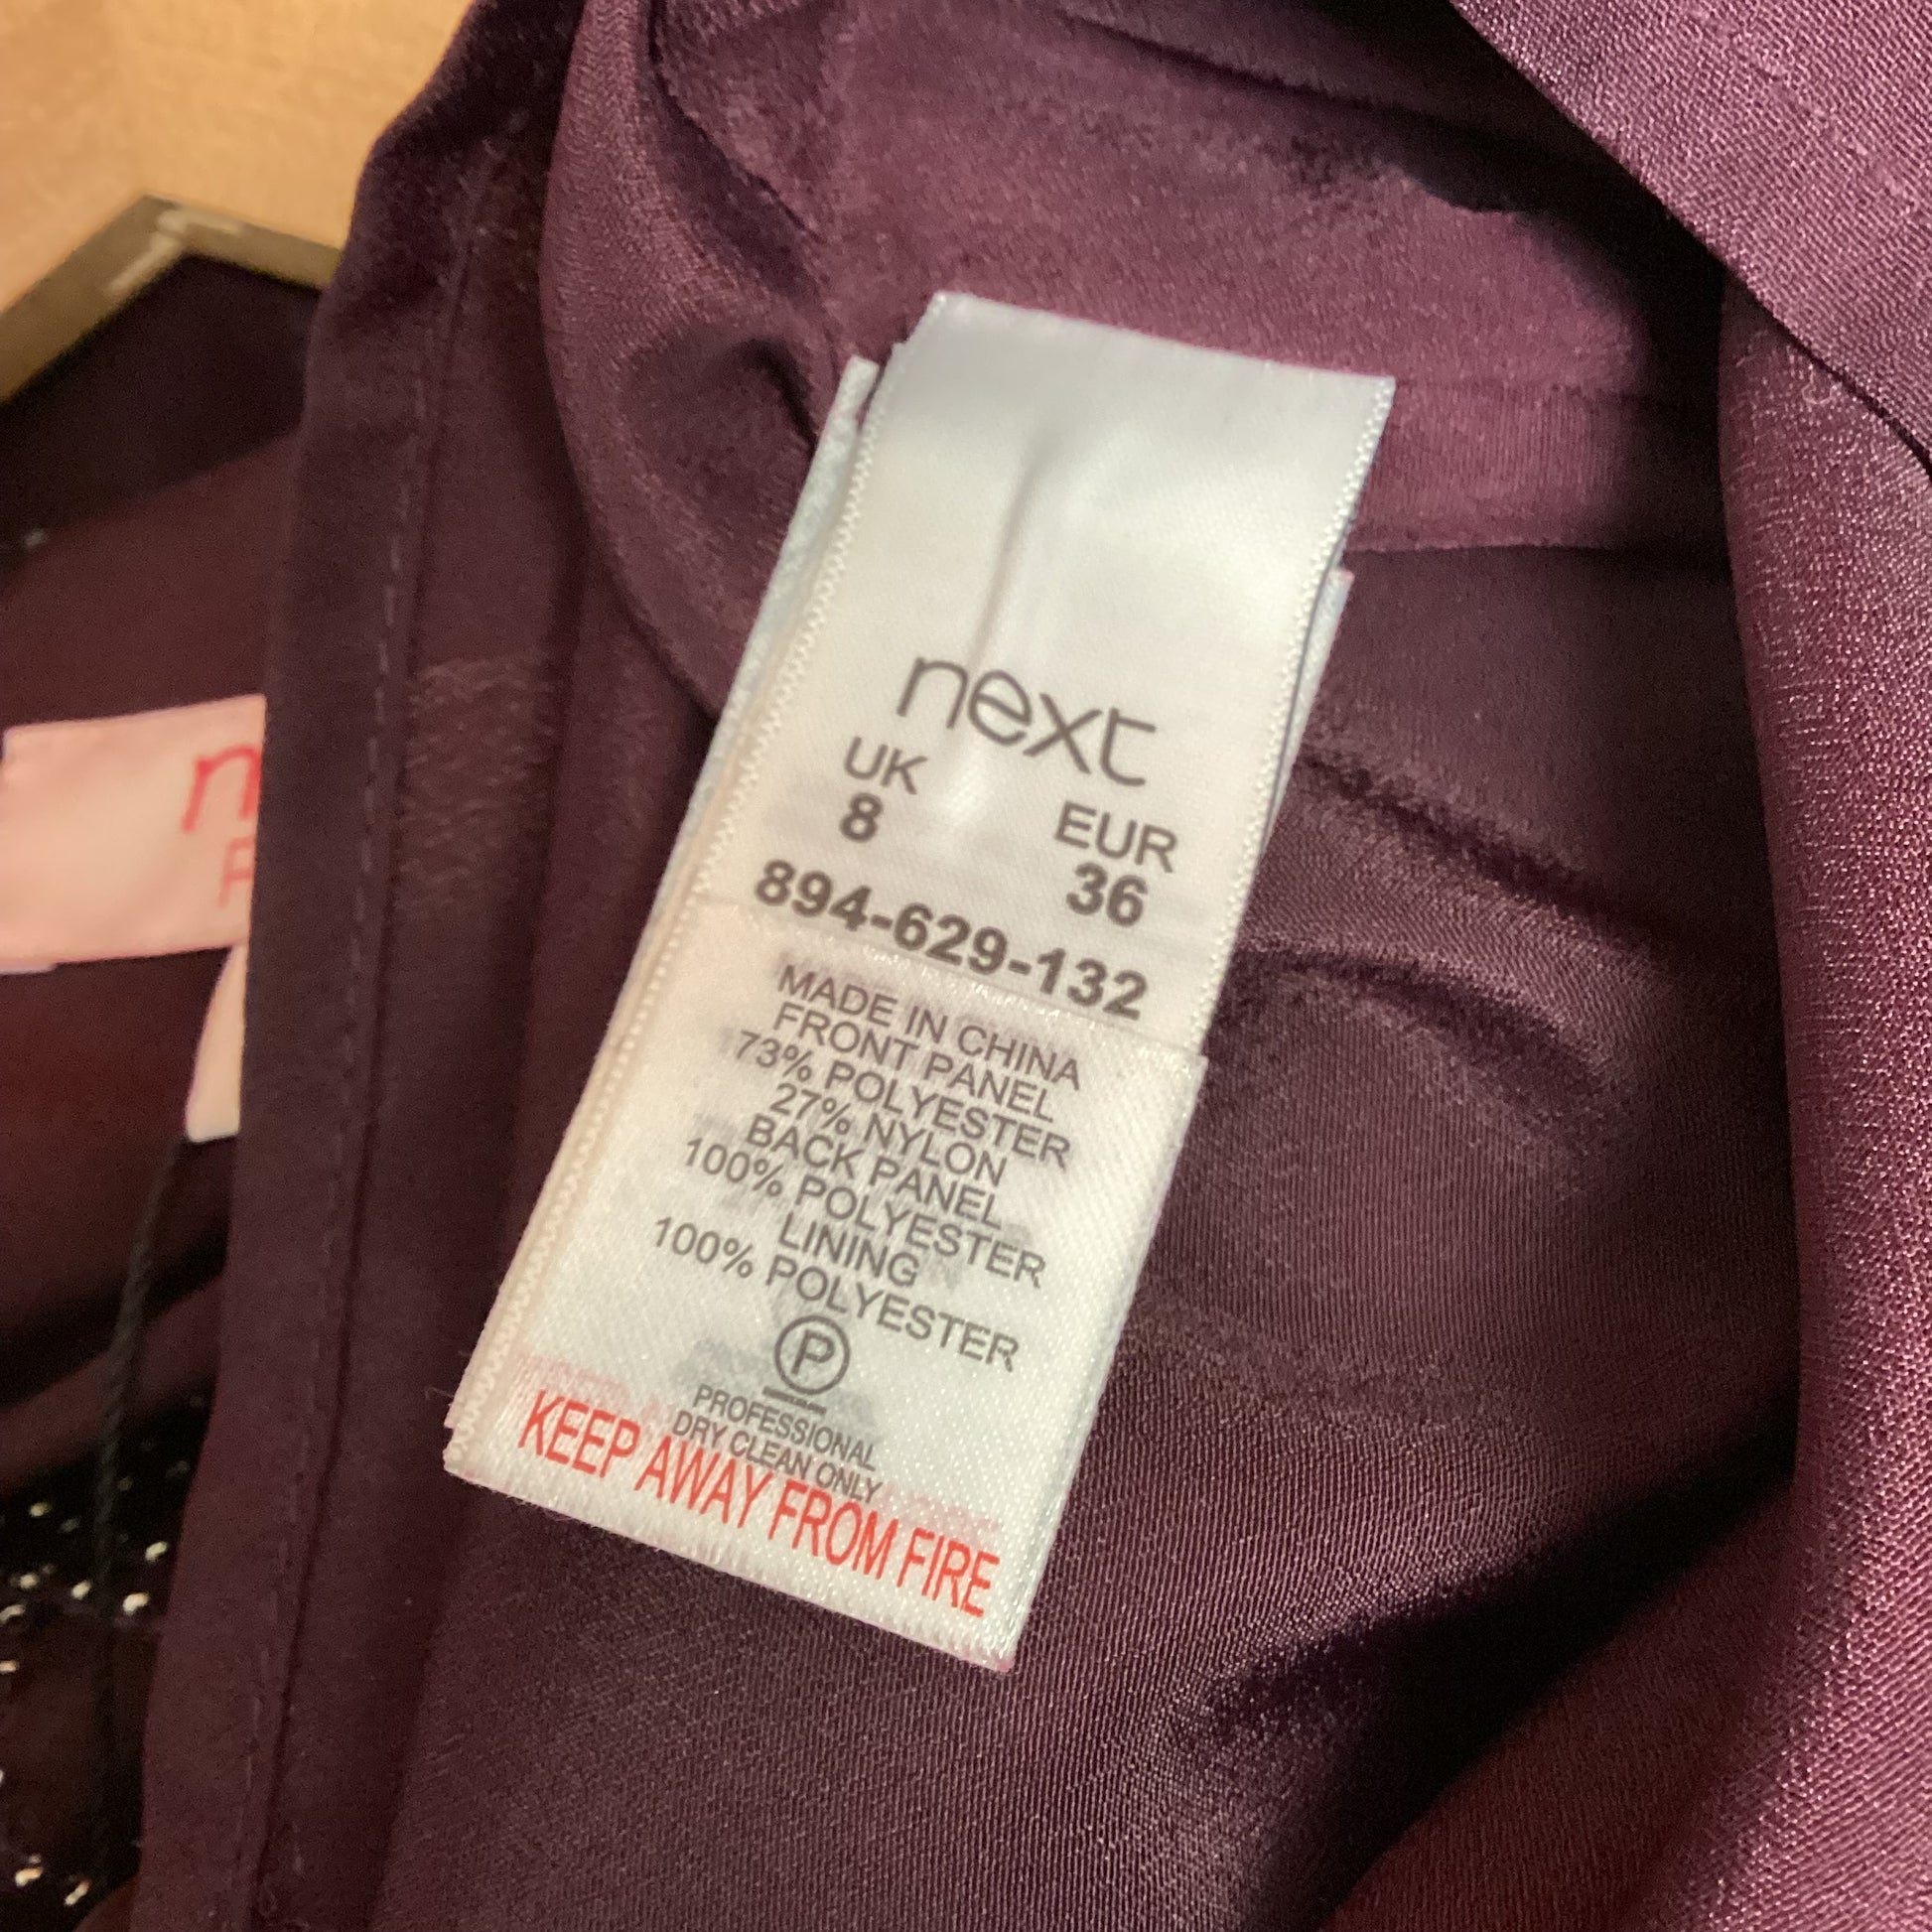 next
UK EUR
8 36
894-629-132
MADE IN CHINA
FRONT PANEL
73% POLYESTER
27% NYLON
BACK PANEL
100% POLYESTER
LINING
100% POLYESTER
P
PROFESSIONAL
DRY CLEAN ONLY
KEEP AWAY FROM FIRE